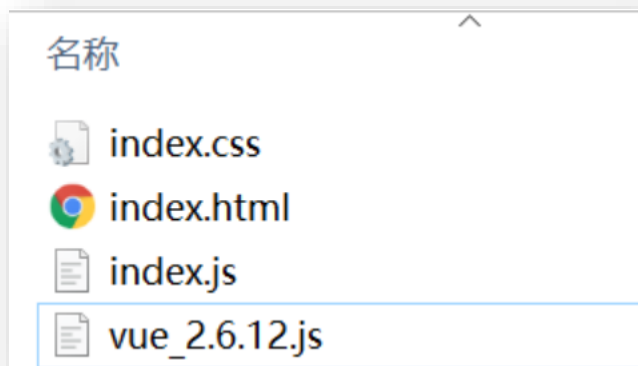 名称
index.css
index.html
index.js
vue_2.6.12.js